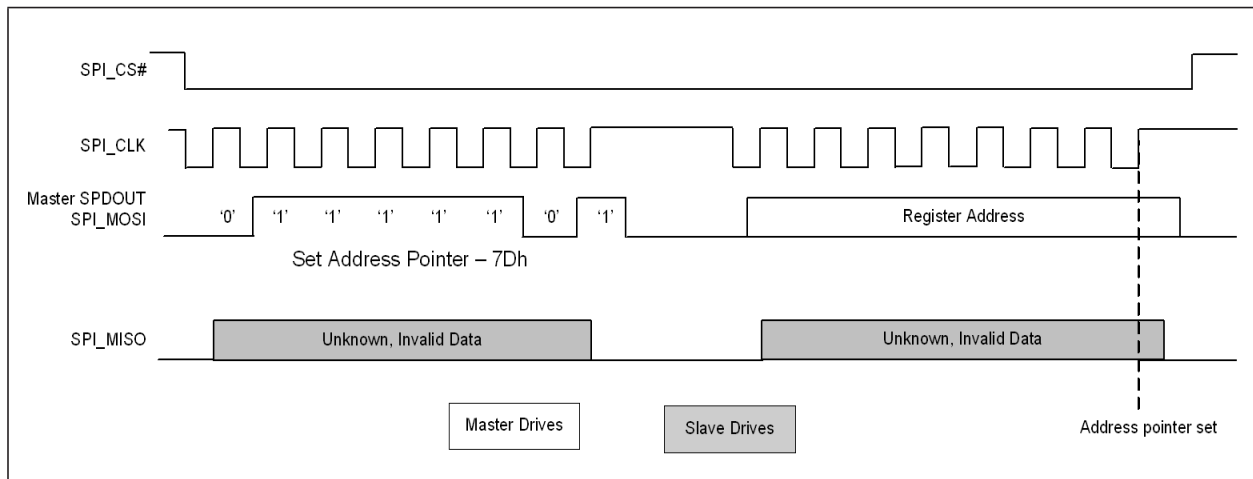 SPI_CS#
SPI_CLK
Master SPDOUT
SPI_MOSI
‘0’ ‘1’ ‘1’ ‘1’ ‘1’ ‘1’ ‘0’ ‘1’
Register Address
Set Address Pointer – 7Dh
SPI_MISO
Unknown, Invalid Data
Unknown, Invalid Data
Master Drives
Slave Drives
Address pointer set